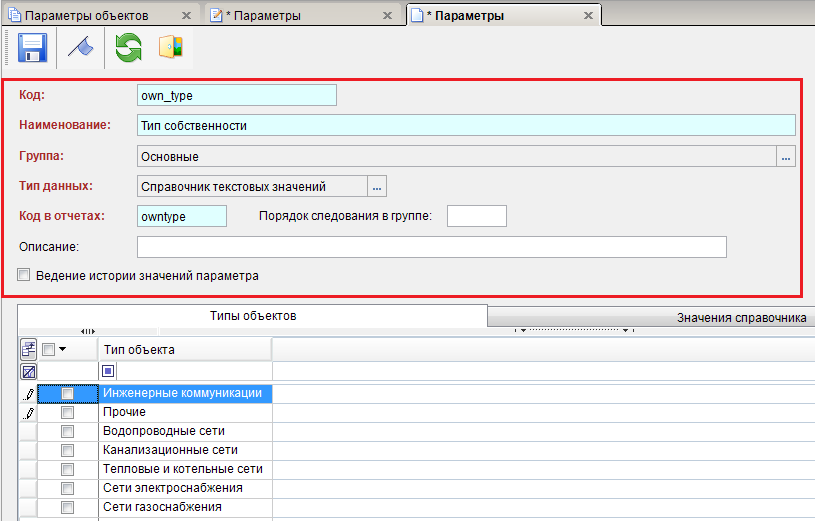 Параметры объектов
* Параметры
* Параметры
Код: own_type
Наименование: Тип собственности
Группа: Основные ...
Тип данных: Справочник текстовых значений ...
Код в отчетах: owntype Порядок следования в группе:
Описание:
Ведение истории значений параметра
Типы объектов
Значения справочника
Тип объекта
Инженерные коммуникации
Прочие
Водопроводные сети
Канализационные сети
Тепловые и котельные сети
Сети электроснабжения
Сети газоснабжения